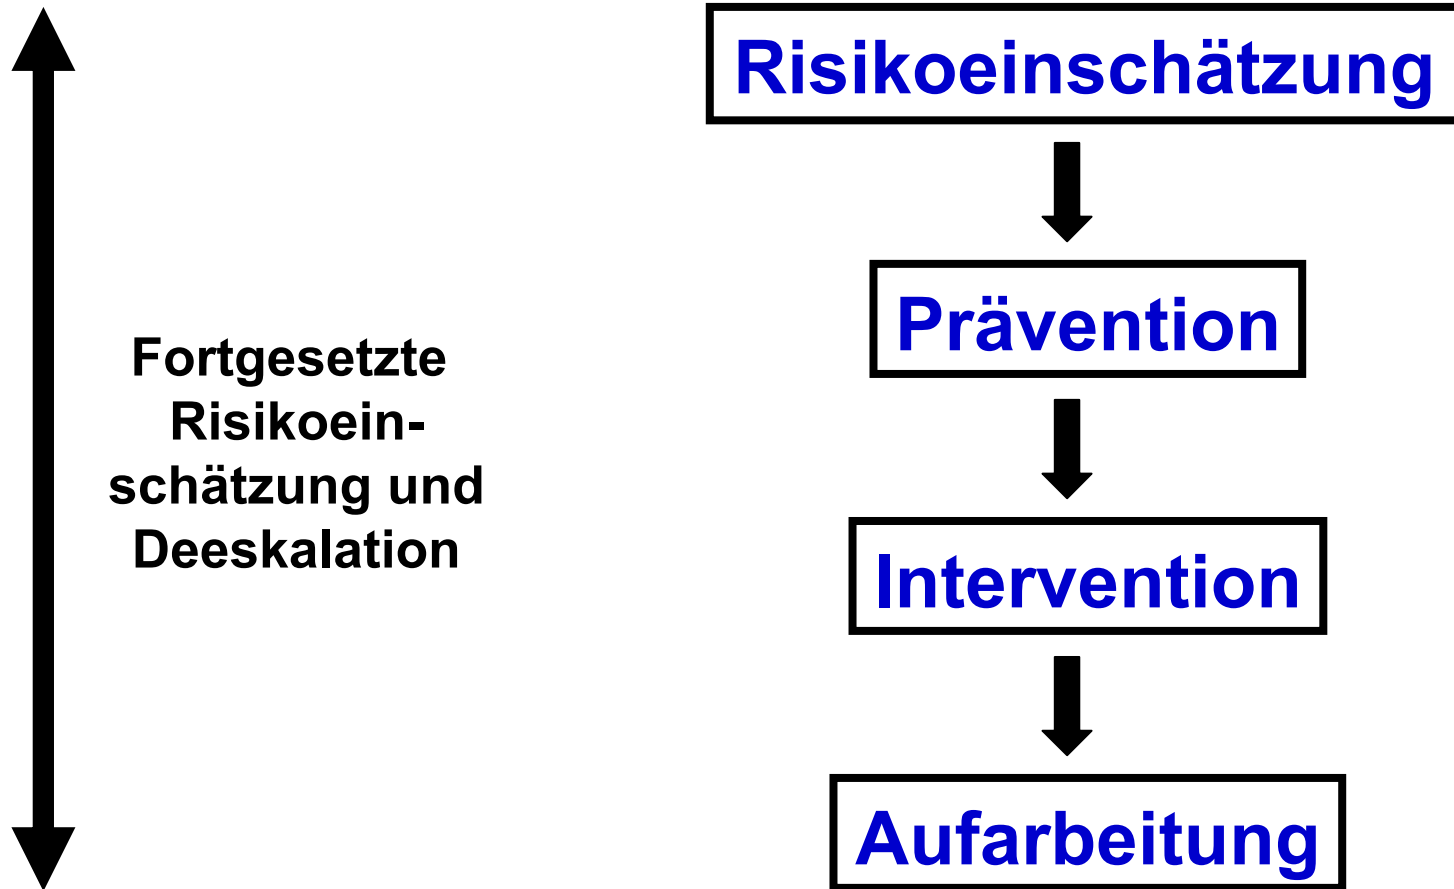 Risikoeinschätzung
Prävention
Fortgesetzte
Risikoein-
schätzung und
Deeskalation
Intervention
Aufarbeitung